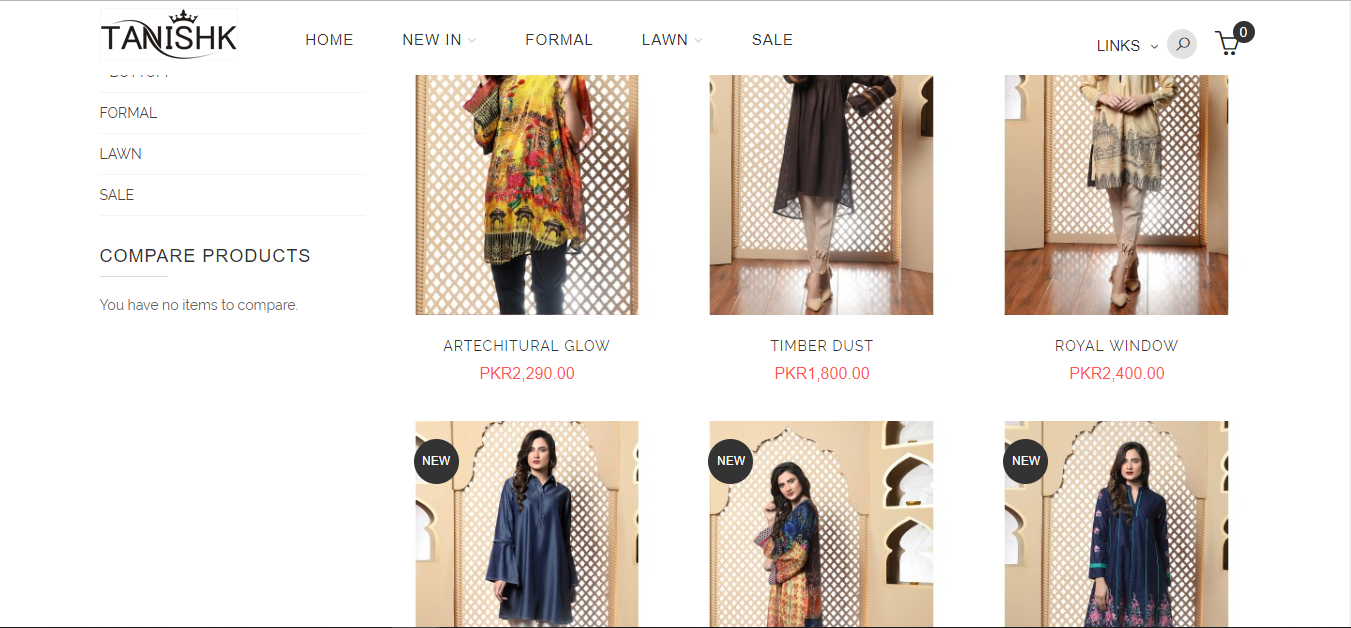 TANISHK
HOME
NEW IN
FORMAL
LAWN
SALE
LINKS
0
BOTTOM
FORMAL
LAWN
SALE
COMPARE PRODUCTS
You have no items to compare.
ARTECHITURAL GLOW
PKR2,290.00
TIMBER DUST
PKR1,800.00
ROYAL WINDOW
PKR2,400.00
NEW
NEW
NEW